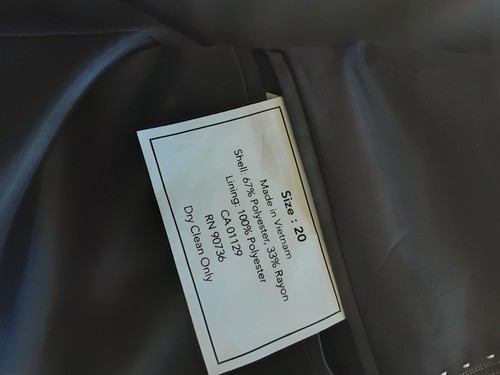 Size : 20
Made in Vietnam
Shell: 67% Polyester, 33% Rayon
Lining: 100% Polyester
CA 01129
RN 90736
Dry Clean Only